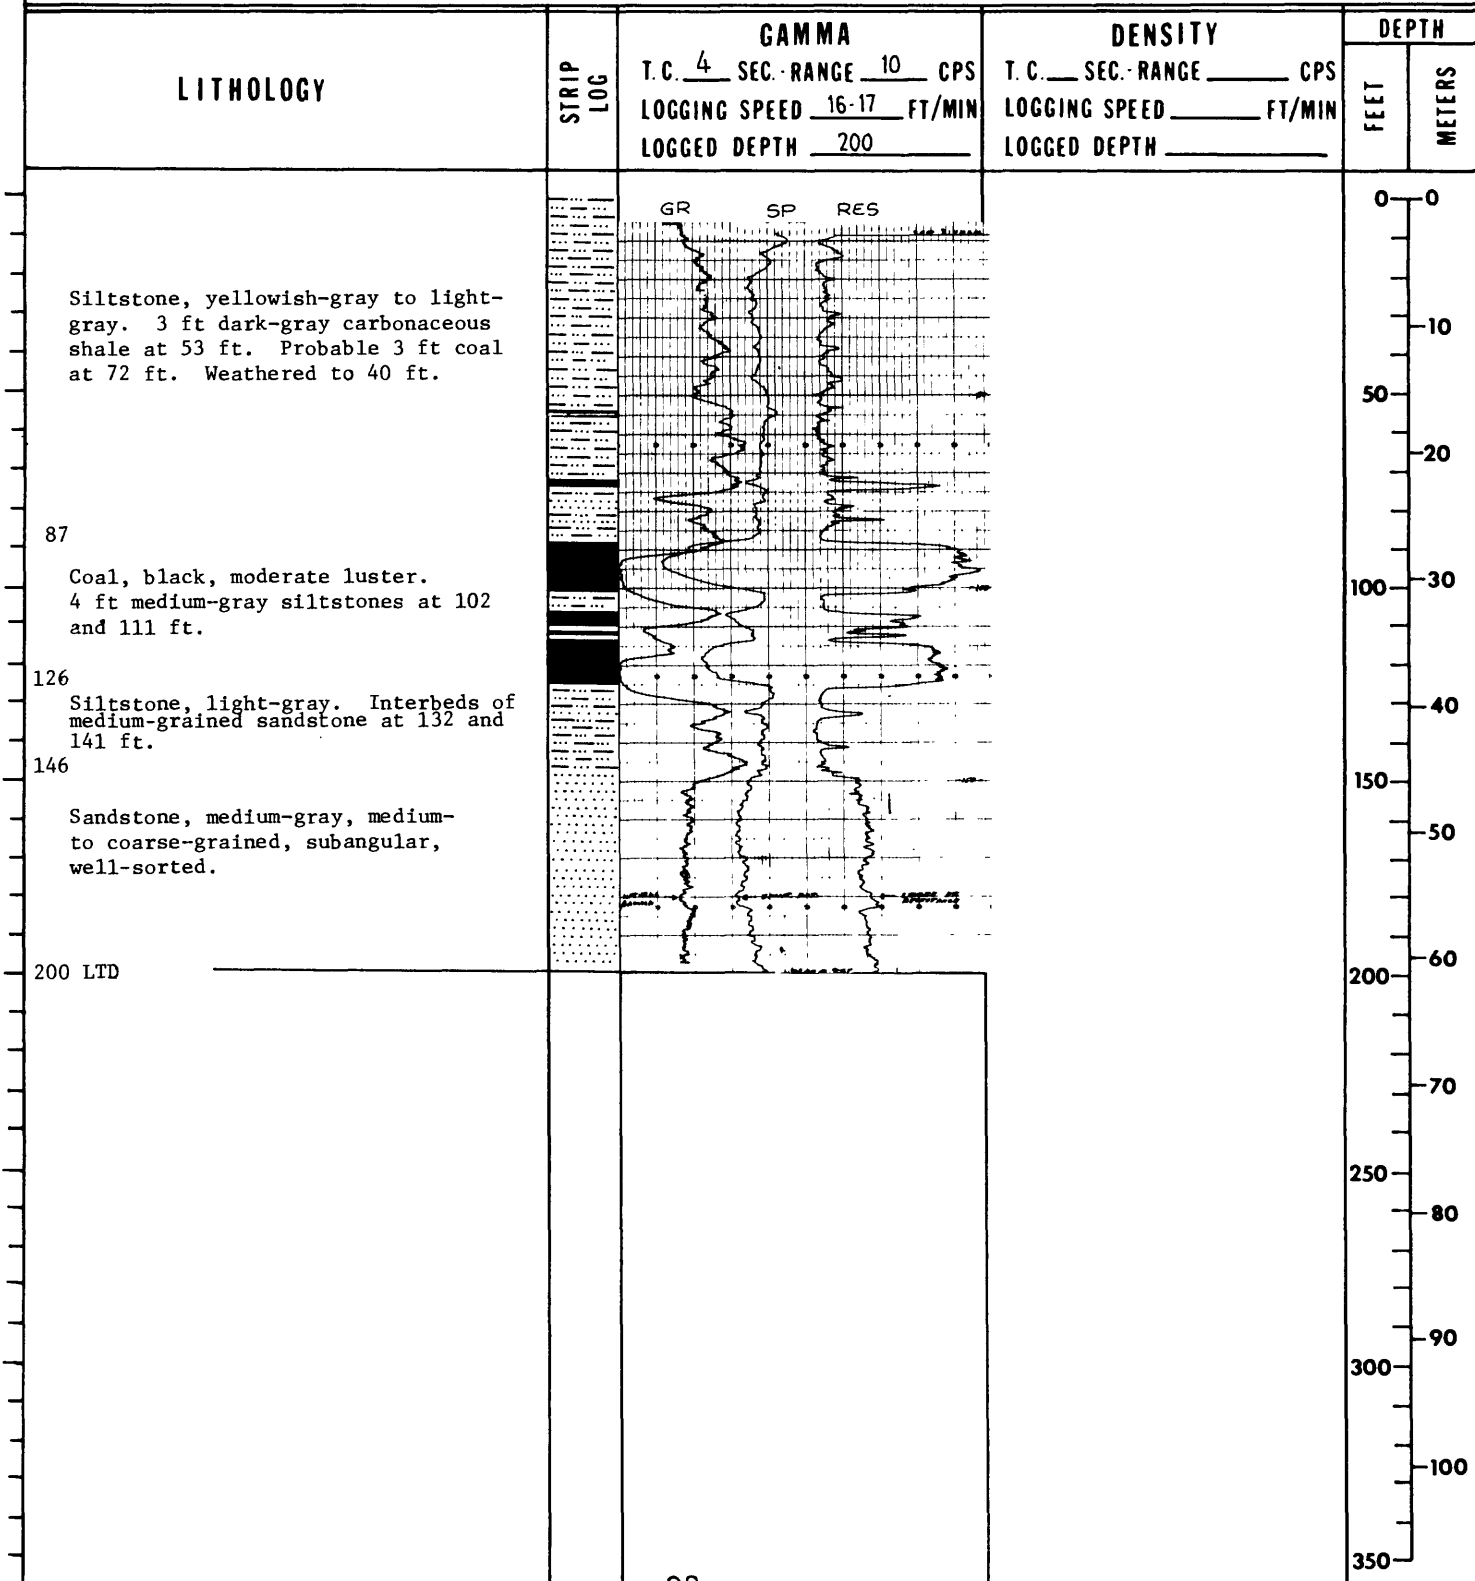 LITHOLOGY
STRIP LOG
GAMMA
T.C. 4 SEC.-RANGE 10 CPS
LOGGING SPEED 16-17 FT/MIN
LOGGED DEPTH 200
DENSITY
T.C. SEC.-RANGE CPS
LOGGING SPEED FT/MIN
LOGGED DEPTH
DEPTH
FEET
METERS
GR SP RES
Siltstone, yellowish-gray to light-
gray. 3 ft dark-gray carbonaceous
shale at 53 ft. Probable 3 ft coal
at 72 ft. Weathered to 40 ft.
87
Coal, black, moderate luster.
4 ft medium-gray siltstones at 102
and 111 ft.
126
Siltstone, light-gray. Interbeds of
medium-grained sandstone at 132 and
141 ft.
146
Sandstone, medium-gray, medium-
to coarse-grained, subangular,
well-sorted.
200 LTD
0
50
100
150
200
250
300
350
0
10
20
30
40
50
60
70
80
90
100